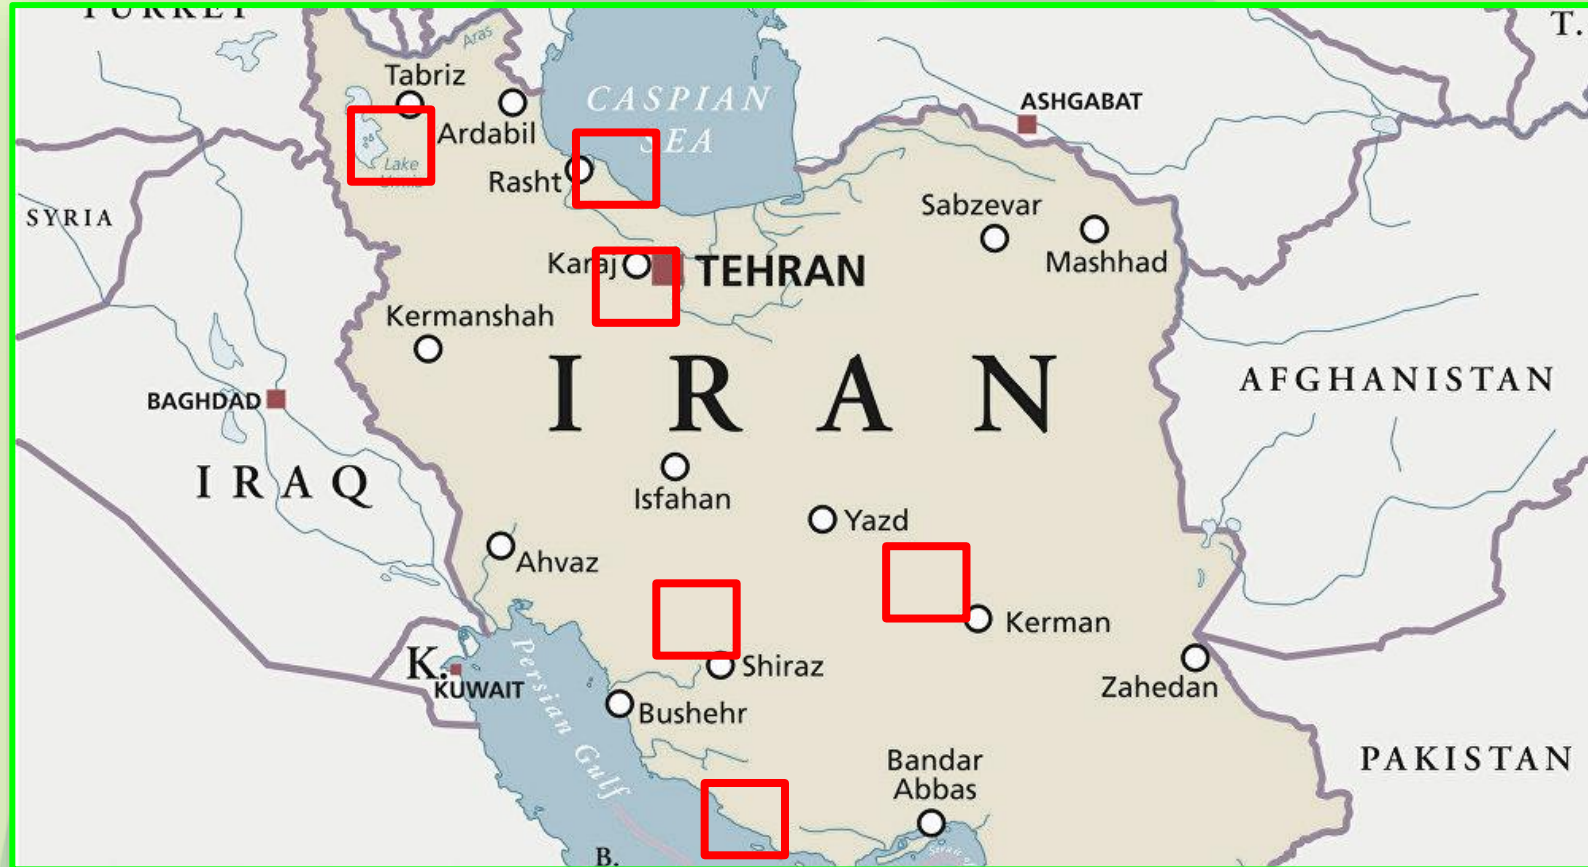 TURKEY
T.
Aras
Tabriz
CASPIAN
SEA
ASHGABAT
Ardabil
Lake
Rasht
SYRIA
Sabzevar
Mashhad
Karaj
TEHRAN
Kermanshah
IRAN
AFGHANISTAN
BAGHDAD
IRAQ
Isfahan
Yazd
Ahvaz
Kerman
K.
KUWAIT
Persian Gulf
Shiraz
Zahedan
Bushehr
Bandar
Abbas
PAKISTAN
B.